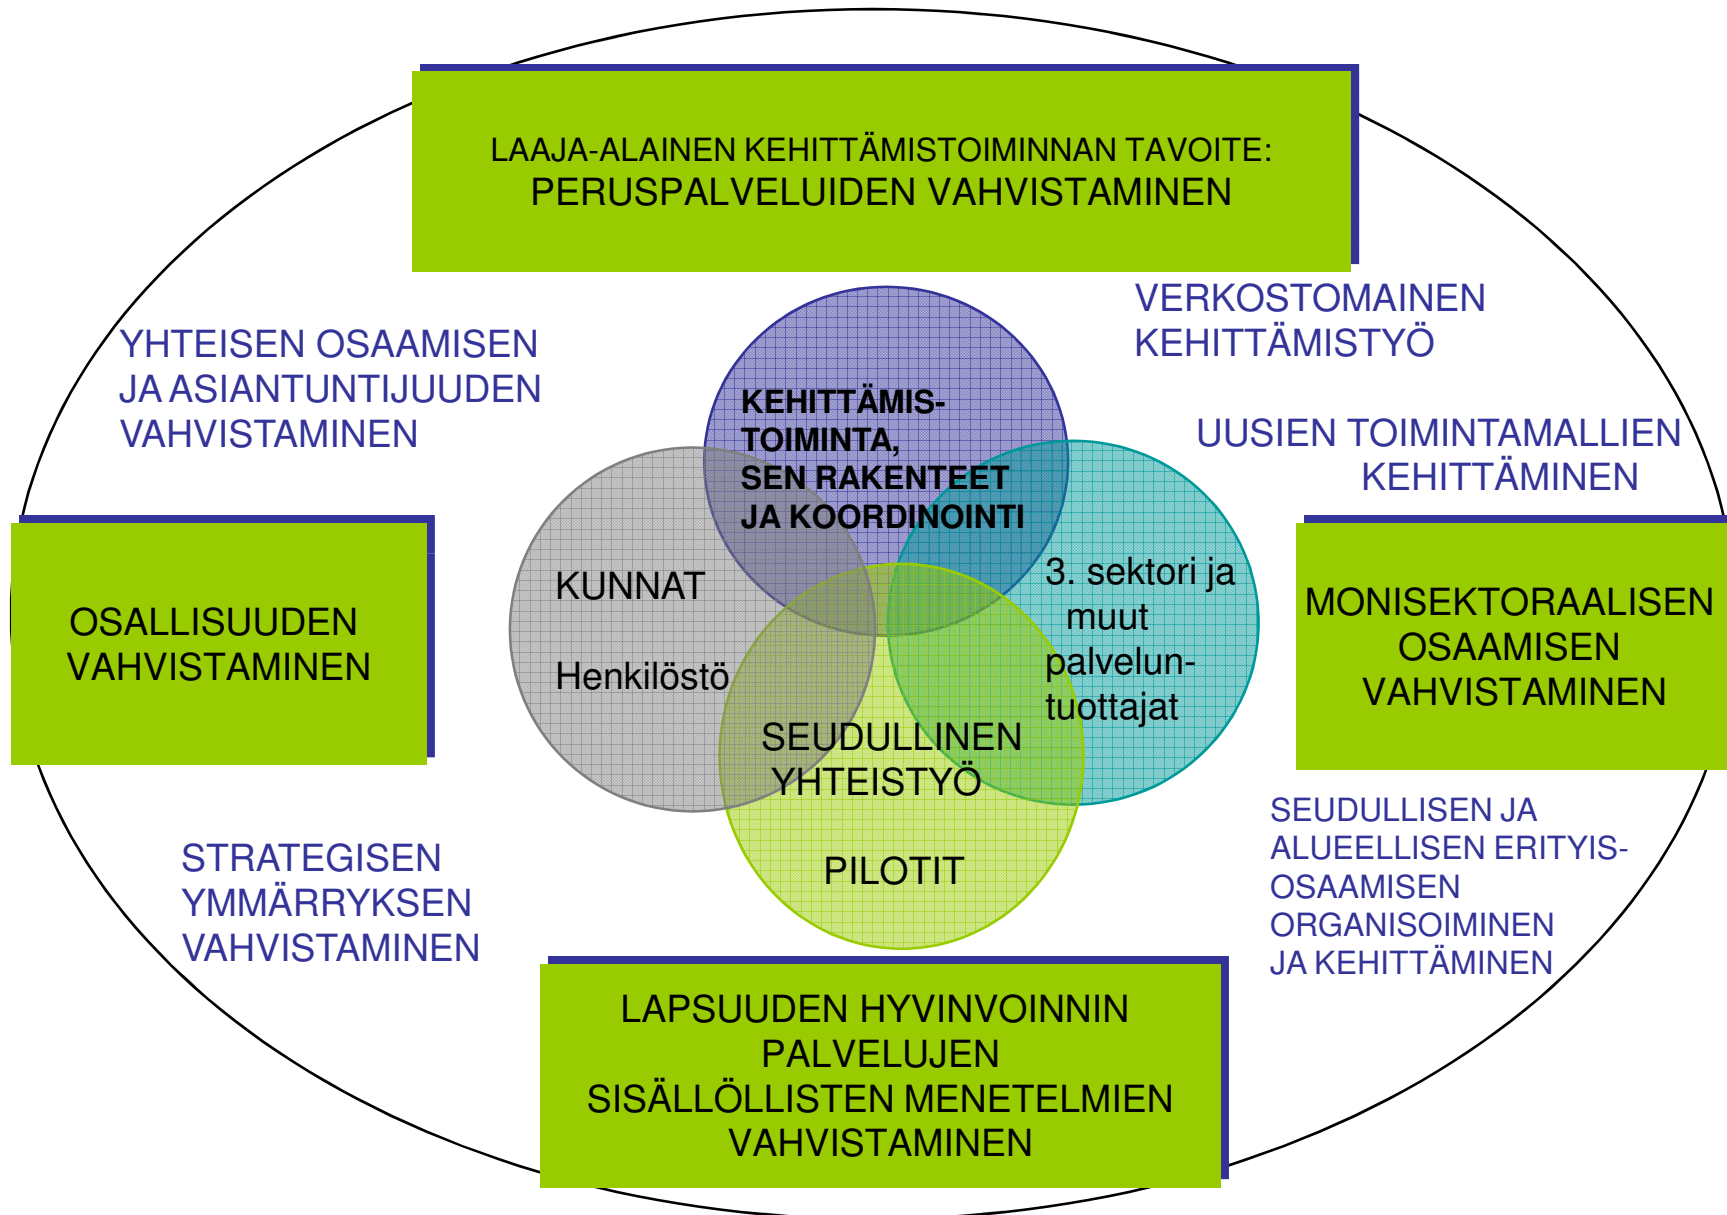 LAAJA-ALAINEN KEHITTÄMISTOIMINNAN TAVOITE:
PERUSPALVELUIDEN VAHVISTAMINEN
YHTEISEN OSAAMISEN
JA ASIANTUNTIJUUDEN
VAHVISTAMINEN
VERKOSTOMAINEN
KEHITTÄMISTYÖ
UUSIEN TOIMINTAMALLIEN
KEHITTÄMINEN
KEHITTÄMIS-
TOIMINTA,
SEN RAKENTEET
JA KOORDINOINTI
OSALLISUUDEN
VAHVISTAMINEN
KUNNAT
Henkilöstö
3. sektori ja
muut
palvelun-
tuottajat
MONISEKTORAALISEN
OSAAMISEN
VAHVISTAMINEN
SEUDULLINEN
YHTEISTYÖ
PILOTIT
STRATEGISEN
YMMÄRRYKSEN
VAHVISTAMINEN
SEUDULLISEN JA
ALUEELLISEN ERITYIS-
OSAAMISEN
ORGANISOIMINEN
JA KEHITTÄMINEN
LAPSUUDEN HYVINVOINNIN
PALVELUJEN
SISÄLLÖLLISTEN MENETELMIEN
VAHVISTAMINEN